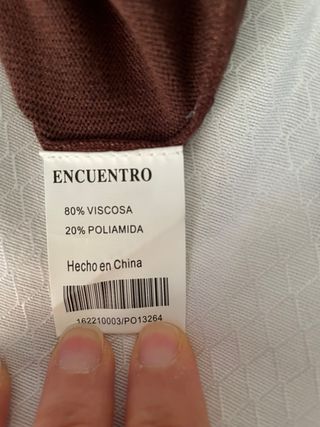 ENCUENTRO
80% VISCOSA
20% POLIAMIDA
Hecho en China
162210003/PO13264